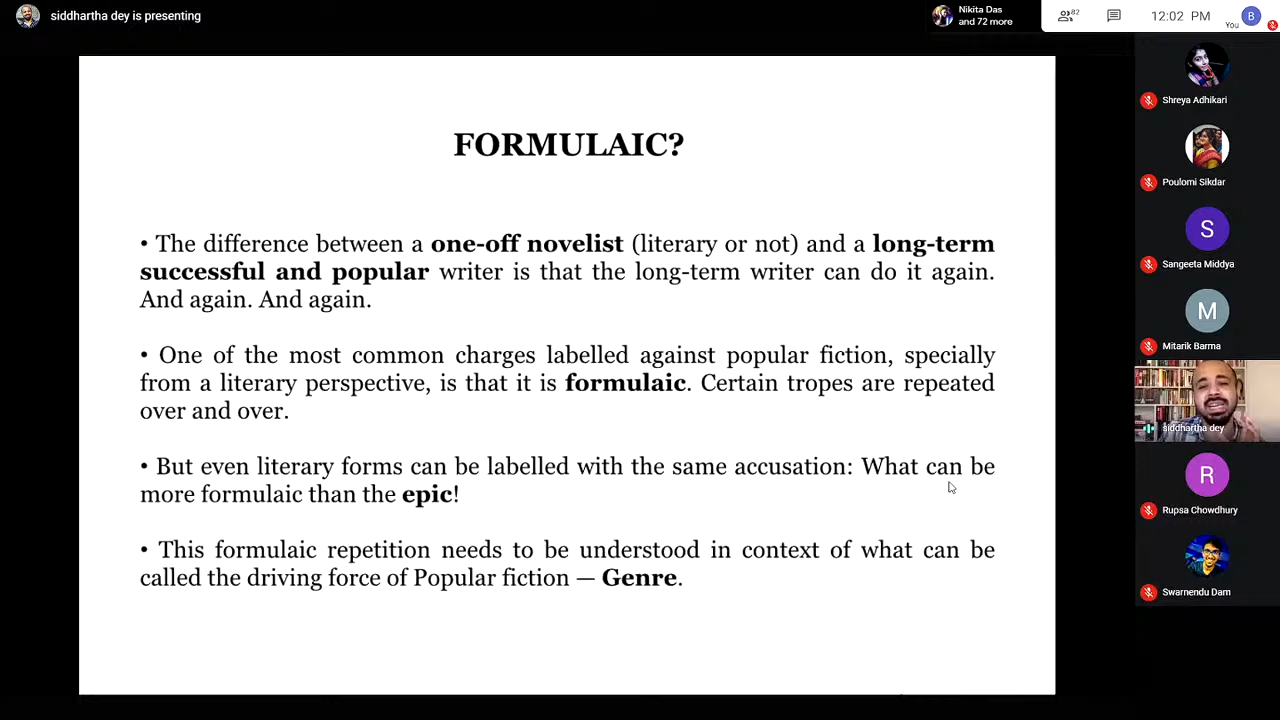 siddhartha dey is presenting
Nikita Das
and 72 more
82
12:02 PM
You
B
FORMULAIC?
• The difference between a one-off novelist (literary or not) and a long-term
successful and popular writer is that the long-term writer can do it again.
And again. And again.
• One of the most common charges labelled against popular fiction, specially
from a literary perspective, is that it is formulaic. Certain tropes are repeated
over and over.
• But even literary forms can be labelled with the same accusation: What can be
more formulaic than the epic!
• This formulaic repetition needs to be understood in context of what can be
called the driving force of Popular fiction — Genre.
Shreya Adhikari
Poulomi Sikdar
S
Sangeeta Middya
M
Mitarik Barma
siddhartha dey
R
Rupsa Chowdhury
Swarnendu Dam